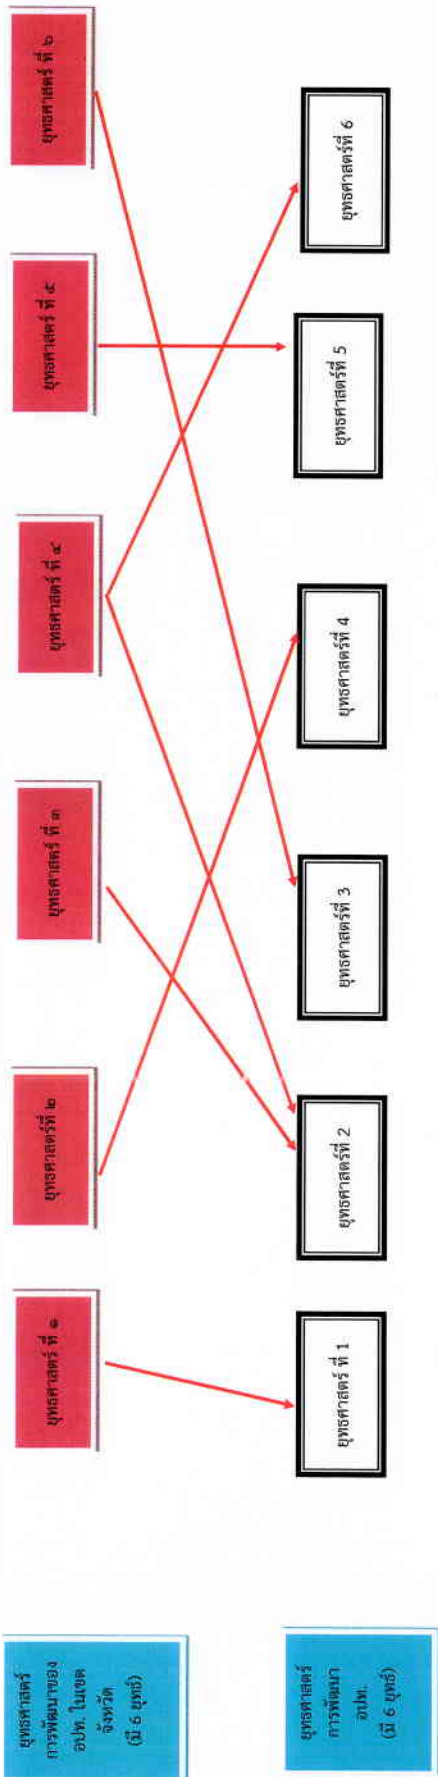 ยุทธศาสตร์
การพัฒนาของ
อปท. ในเขต
จังหวัด
(มี 6 ยุทธ์)
ยุทธศาสตร์ ที่ ๑
ยุทธศาสตร์ที่ ๒
ยุทธศาสตร์ ที่ ๓
ยุทธศาสตร์ ที่ ๔
ยุทธศาสตร์ ที่ ๕
ยุทธศาสตร์ ที่ ๖
ยุทธศาสตร์
การพัฒนา
อปท.
(มี 6 ยุทธ์)
ยุทธศาสตร์ ที่ 1
ยุทธศาสตร์ที่ 2
ยุทธศาสตร์ที่ 3
ยุทธศาสตร์ที่ 4
ยุทธศาสตร์ที่ 5
ยุทธศาสตร์ที่ 6